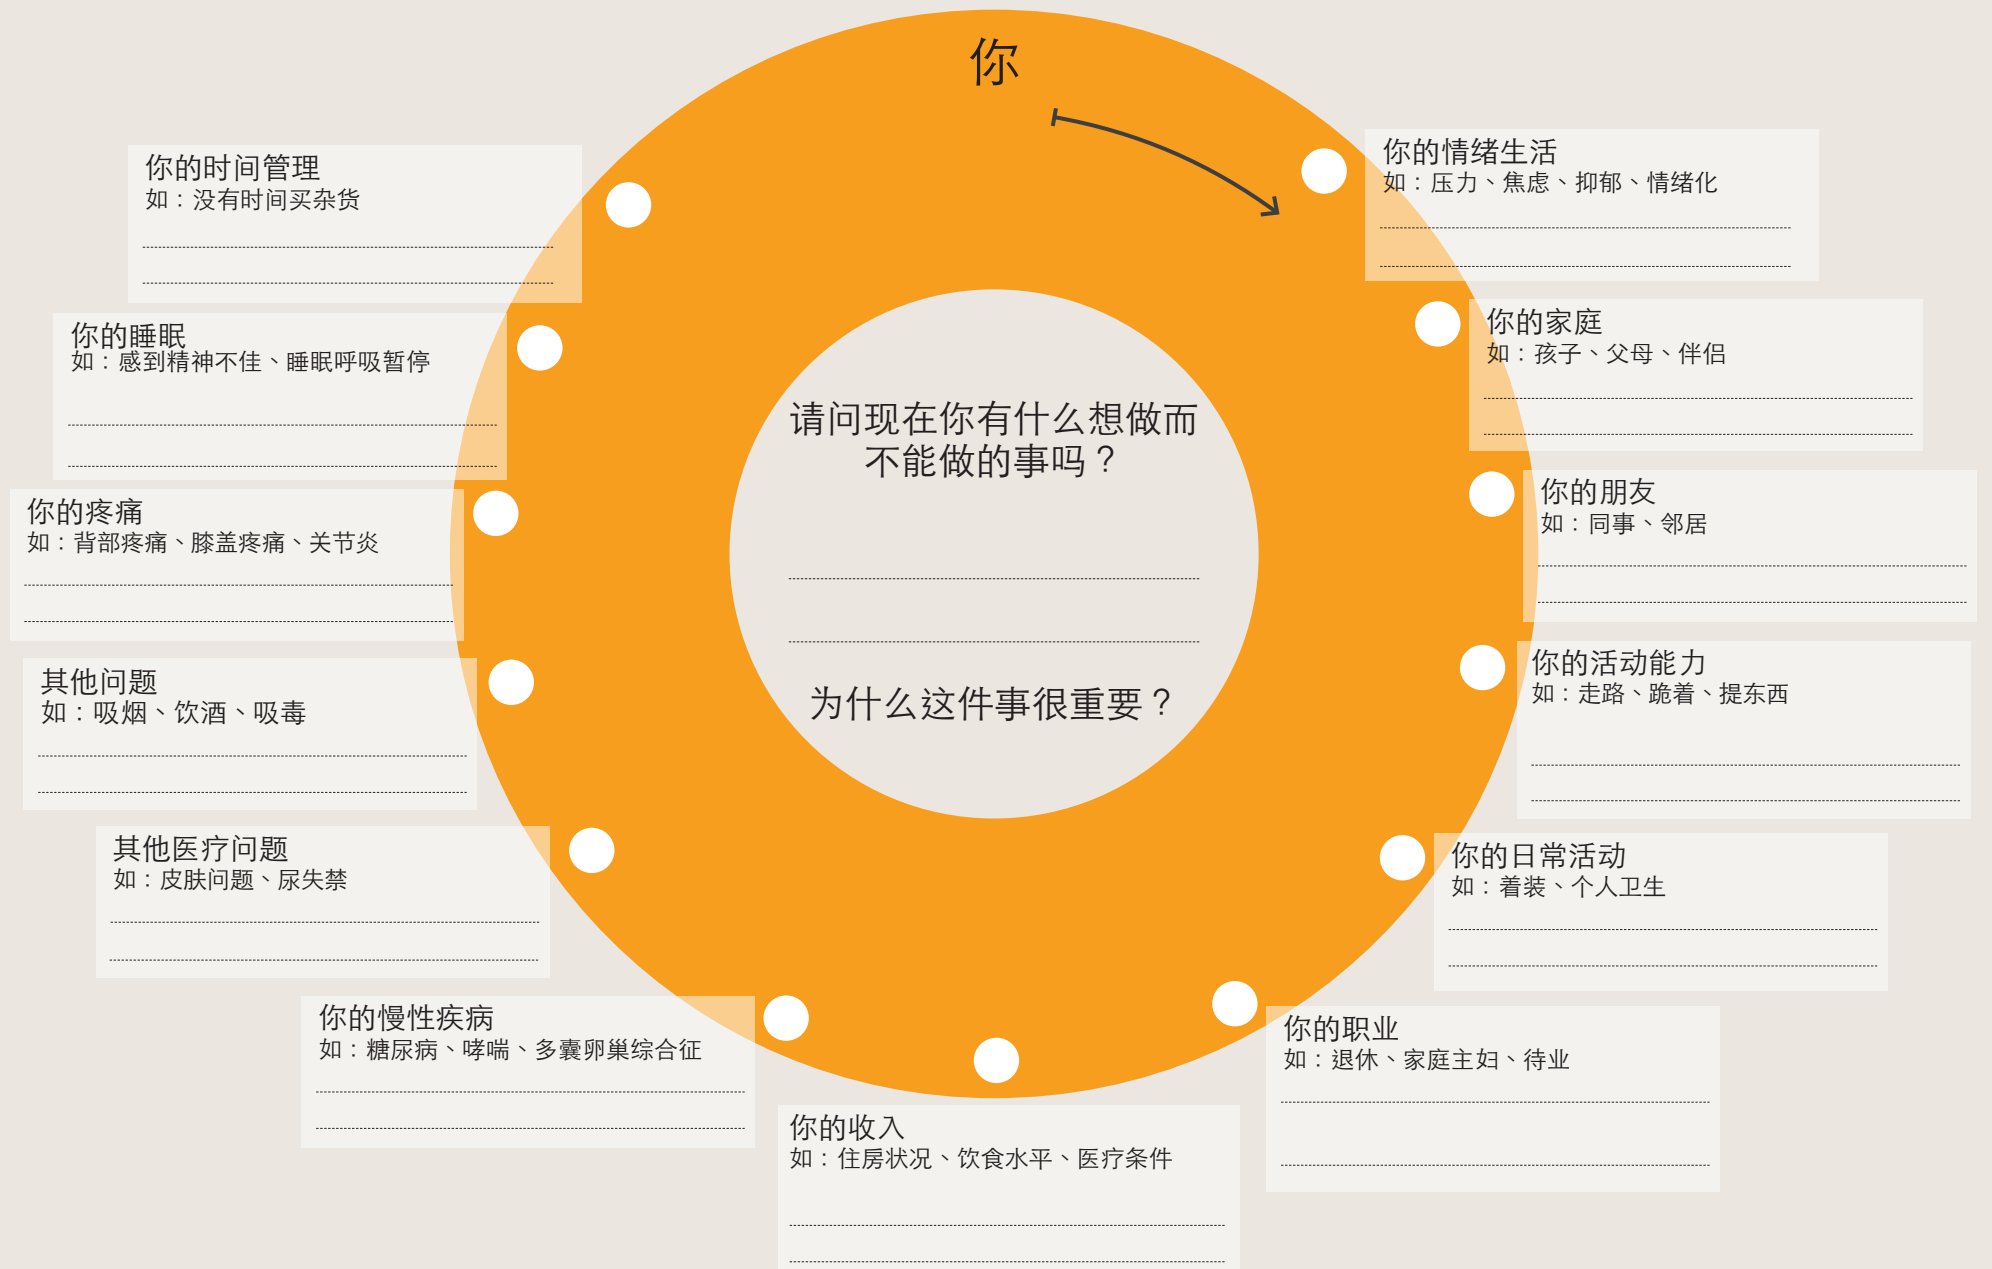 你
你的情绪生活
如：压力、焦虑、抑郁、情绪化
你的家庭
如：孩子、父母、伴侣
你的朋友
如：同事、邻居
你的活动能力
如：走路、跪着、提东西
你的日常活动
如：着装、个人卫生
你的职业
如：退休、家庭主妇、待业
你的收入
如：住房状况、饮食水平、医疗条件
你的慢性疾病
如：糖尿病、哮喘、多囊卵巢综合征
其他医疗问题
如：皮肤问题、尿失禁
其他问题
如：吸烟、饮酒、吸毒
你的疼痛
如：背部疼痛、膝盖疼痛、关节炎
你的睡眠
如：感到精神不佳、睡眠呼吸暂停
你的时间管理
如：没有时间买杂货
请问现在你有什么想做而
不能做的事吗？
为什么这件事很重要？